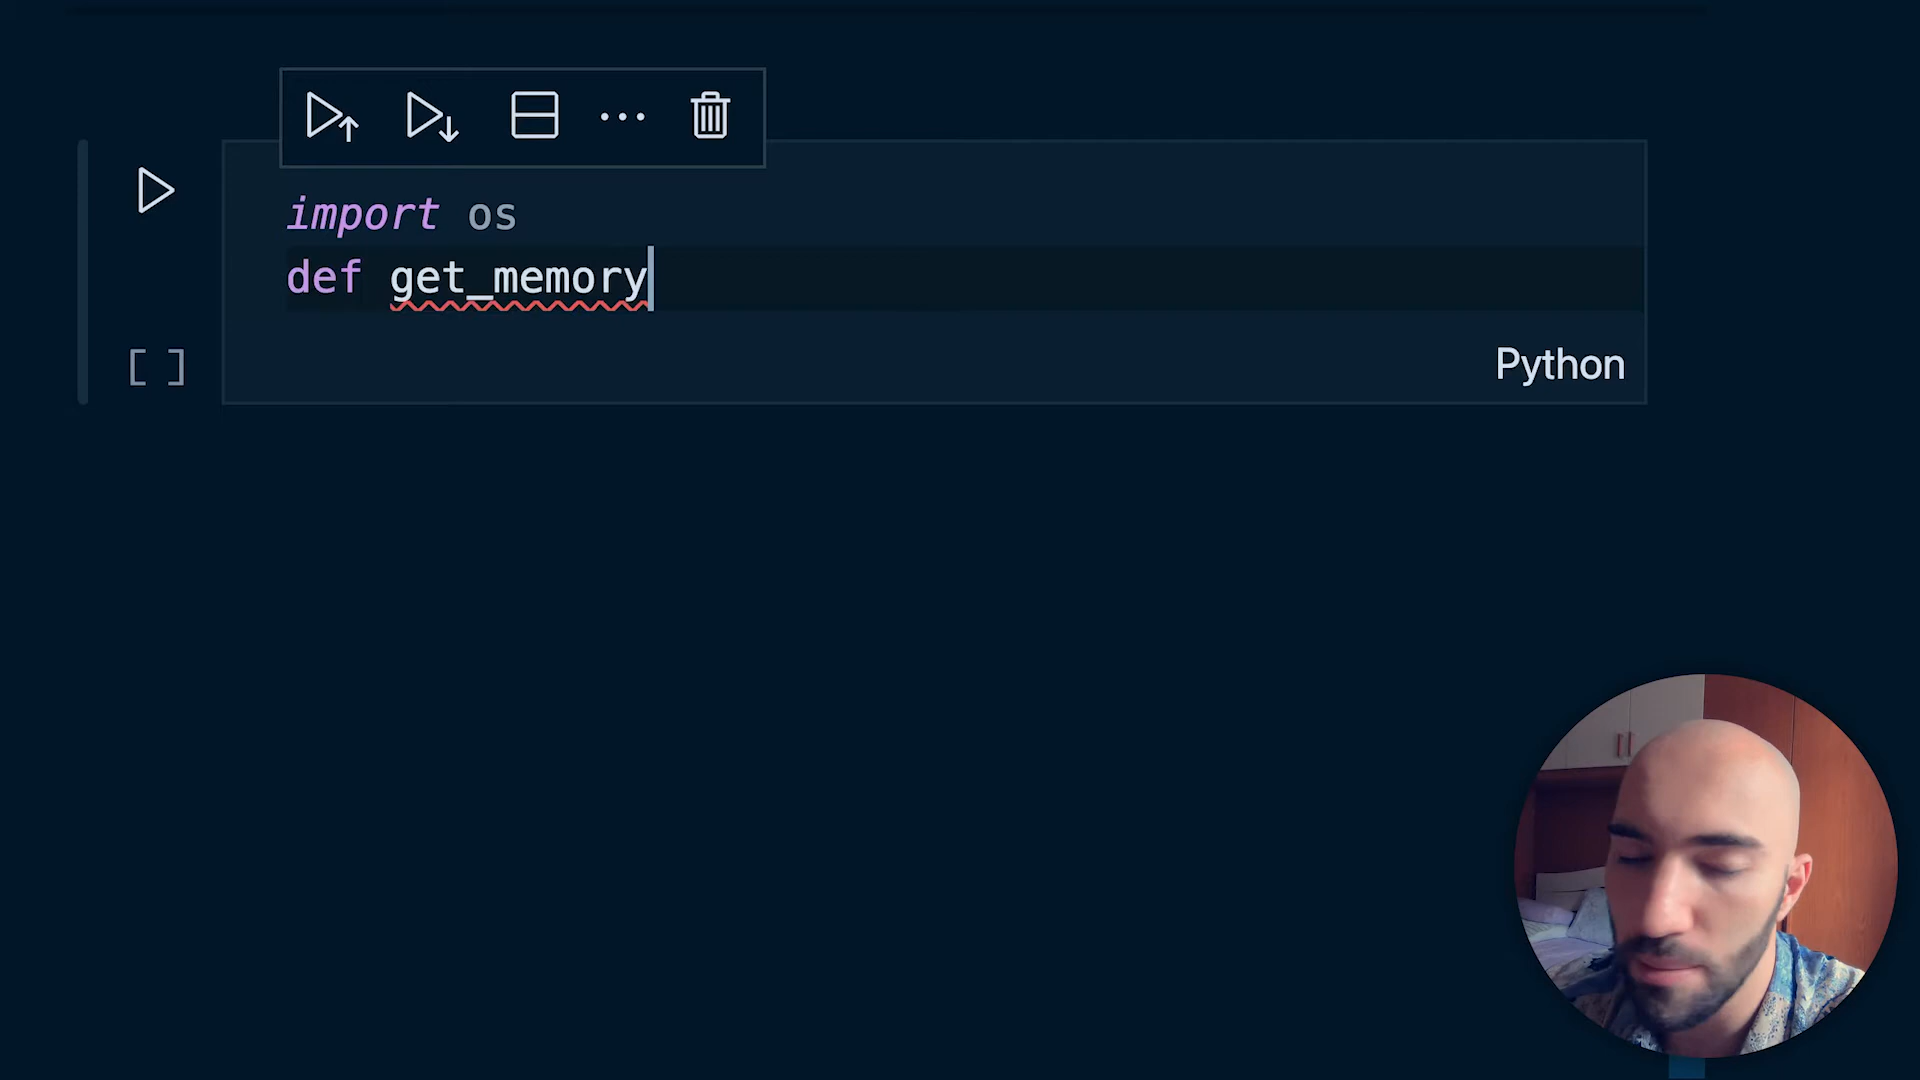 import os
def get_memory
[ ]
Python